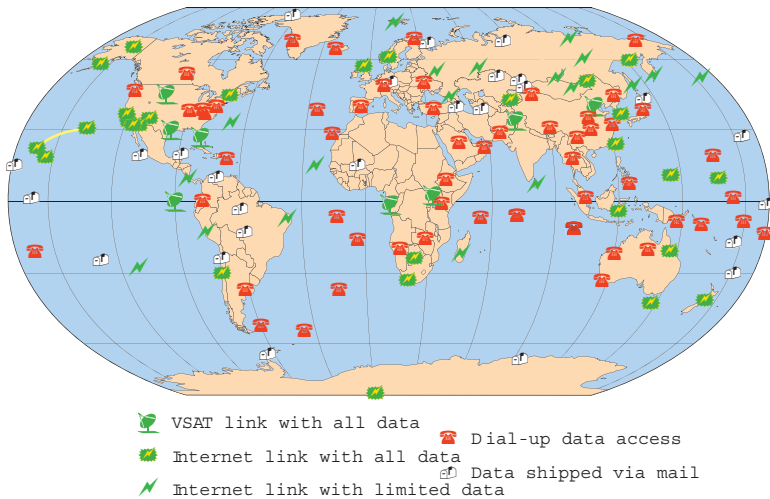 VSAT link with all data
Internet link with all data
Internet link with limited data
Dial-up data access
Data shipped via mail